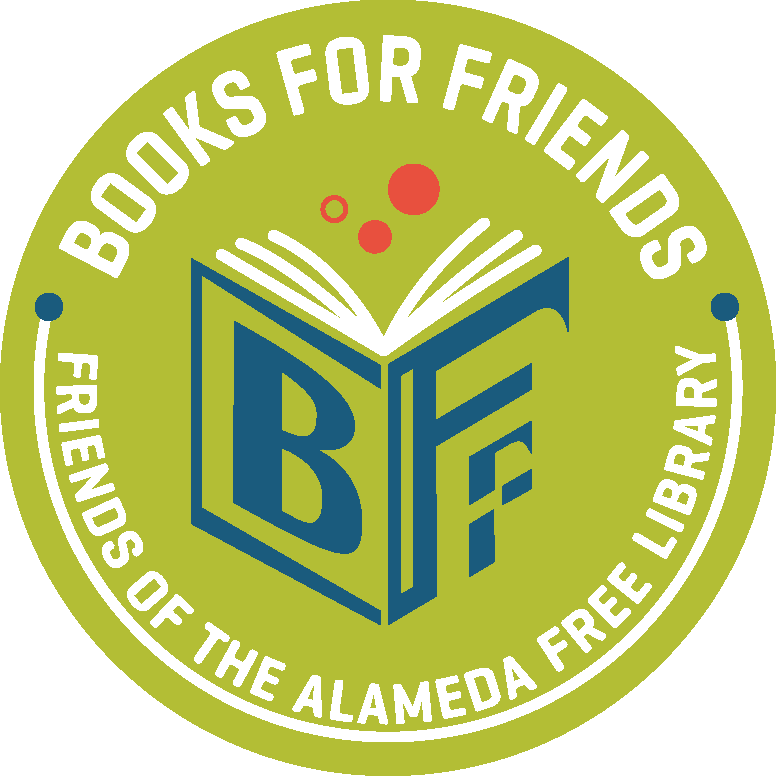 BOOKS FOR FRIENDS
BFF
FRIENDS OF THE ALAMEDA FREE LIBRARY